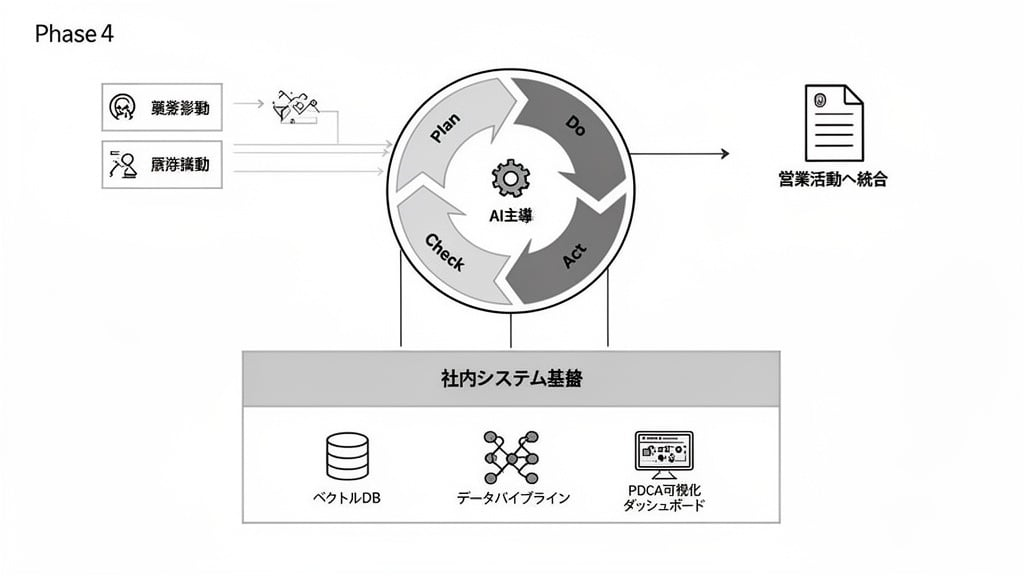 Phase 4
Plan
Do
AI主導
Check
Act
営業活動へ統合
社内システム基盤
ベクトルDB
データパイプライン
PDCA可視化
ダッシュボード